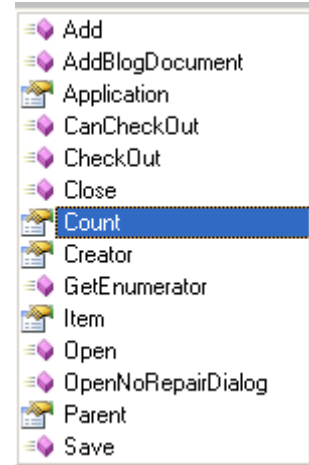 Add
AddBlogDocument
Application
CanCheckOut
CheckOut
Close
Count
Creator
GetEnumerator
Item
Open
OpenNoRepairDialog
Parent
Save